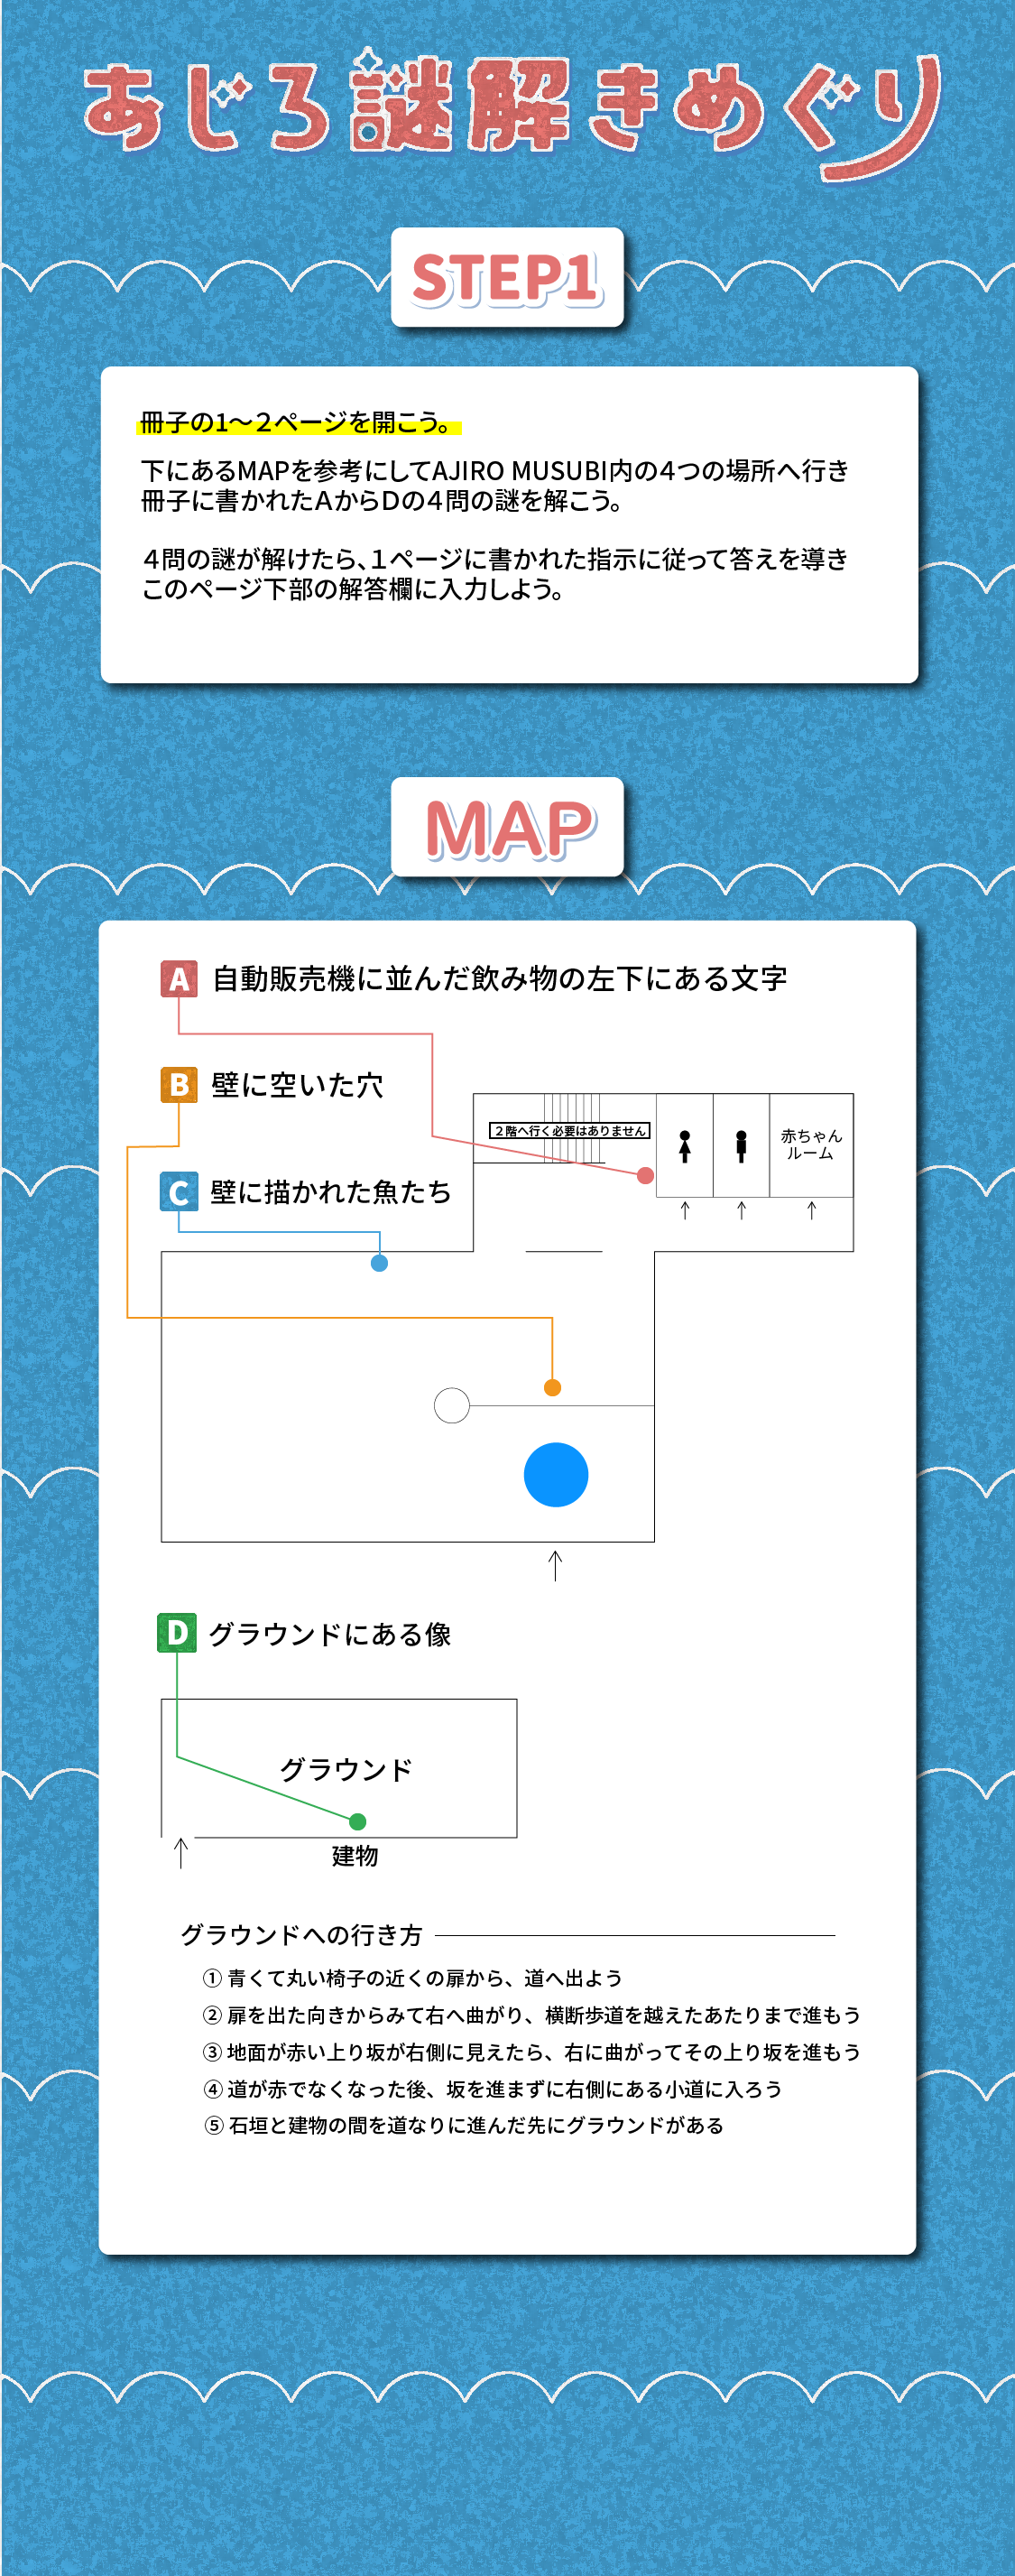 あじろ謎解きめぐり
STEP1
冊子の1～２ページを開こう。
下にあるMAPを参考にしてAJIRO MUSUBI内の４つの場所へ行き
冊子に書かれたＡからＤの４問の謎を解こう。
４問の謎が解けたら、１ページに書かれた指示に従って答えを導き
このページ下部の解答欄に入力しよう。
MAP
A 自動販売機に並んだ飲み物の左下にある文字
B 壁に空いた穴
２階へ行く必要はありません
赤ちゃん
ルーム
C 壁に描かれた魚たち
D グラウンドにある像
グラウンド
建物
グラウンドへの行き方
① 青くて丸い椅子の近くの扉から、道へ出よう
② 扉を出た向きからみて右へ曲がり、横断歩道を越えたあたりまで進もう
③ 地面が赤い上り坂が右側に見えたら、右に曲がってその上り坂を進もう
④ 道が赤でなくなった後、坂を進まずに右側にある小道に入ろう
⑤ 石垣と建物の間を道なりに進んだ先にグラウンドがある